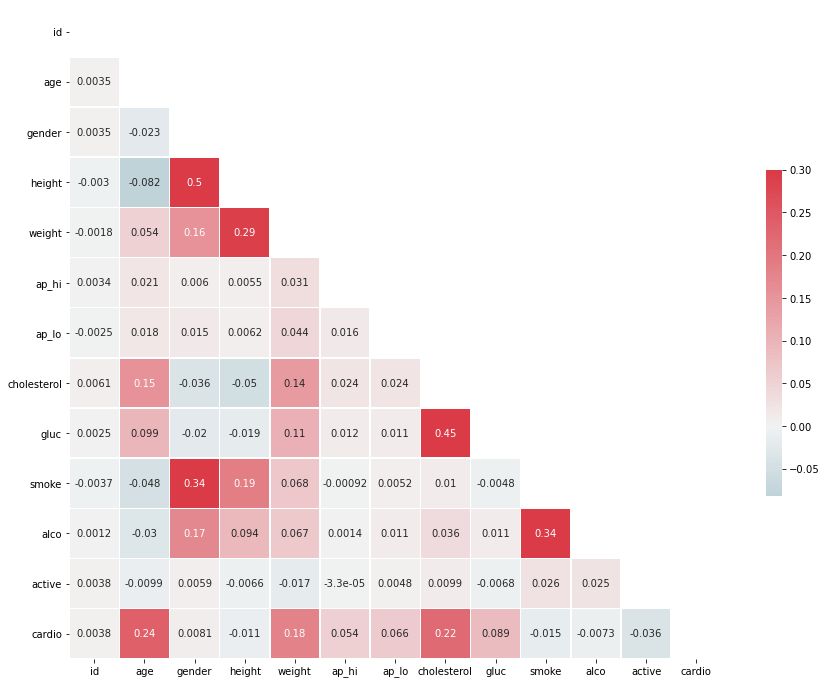 id
age 0.0035
gender 0.0035 -0.023
height -0.003 -0.082 0.5
weight -0.0018 0.054 0.16 0.29
ap_hi 0.0034 0.021 0.006 0.0055 0.031
ap_lo -0.0025 0.018 0.015 0.0062 0.044 0.016
cholesterol 0.0061 0.15 -0.036 -0.05 0.14 0.024 0.024
gluc 0.0025 0.099 -0.02 -0.019 0.11 0.012 0.011 0.45
smoke -0.0037 -0.048 0.34 0.19 0.068 -0.00092 0.0052 0.01 -0.0048
alco 0.0012 -0.03 0.17 0.094 0.067 0.0014 0.011 0.036 0.011 0.34
active 0.0038 -0.0099 0.0059 -0.0066 -0.017 -3.3e-05 0.0048 0.0099 -0.0068 0.026 0.025
cardio 0.0038 0.24 0.0081 -0.011 0.18 0.054 0.066 0.22 0.089 -0.015 -0.0073 -0.036
id age gender height weight ap_hi ap_lo cholesterol gluc smoke alco active cardio
0.30
0.25
0.20
0.15
0.10
0.05
0.00
−0.05